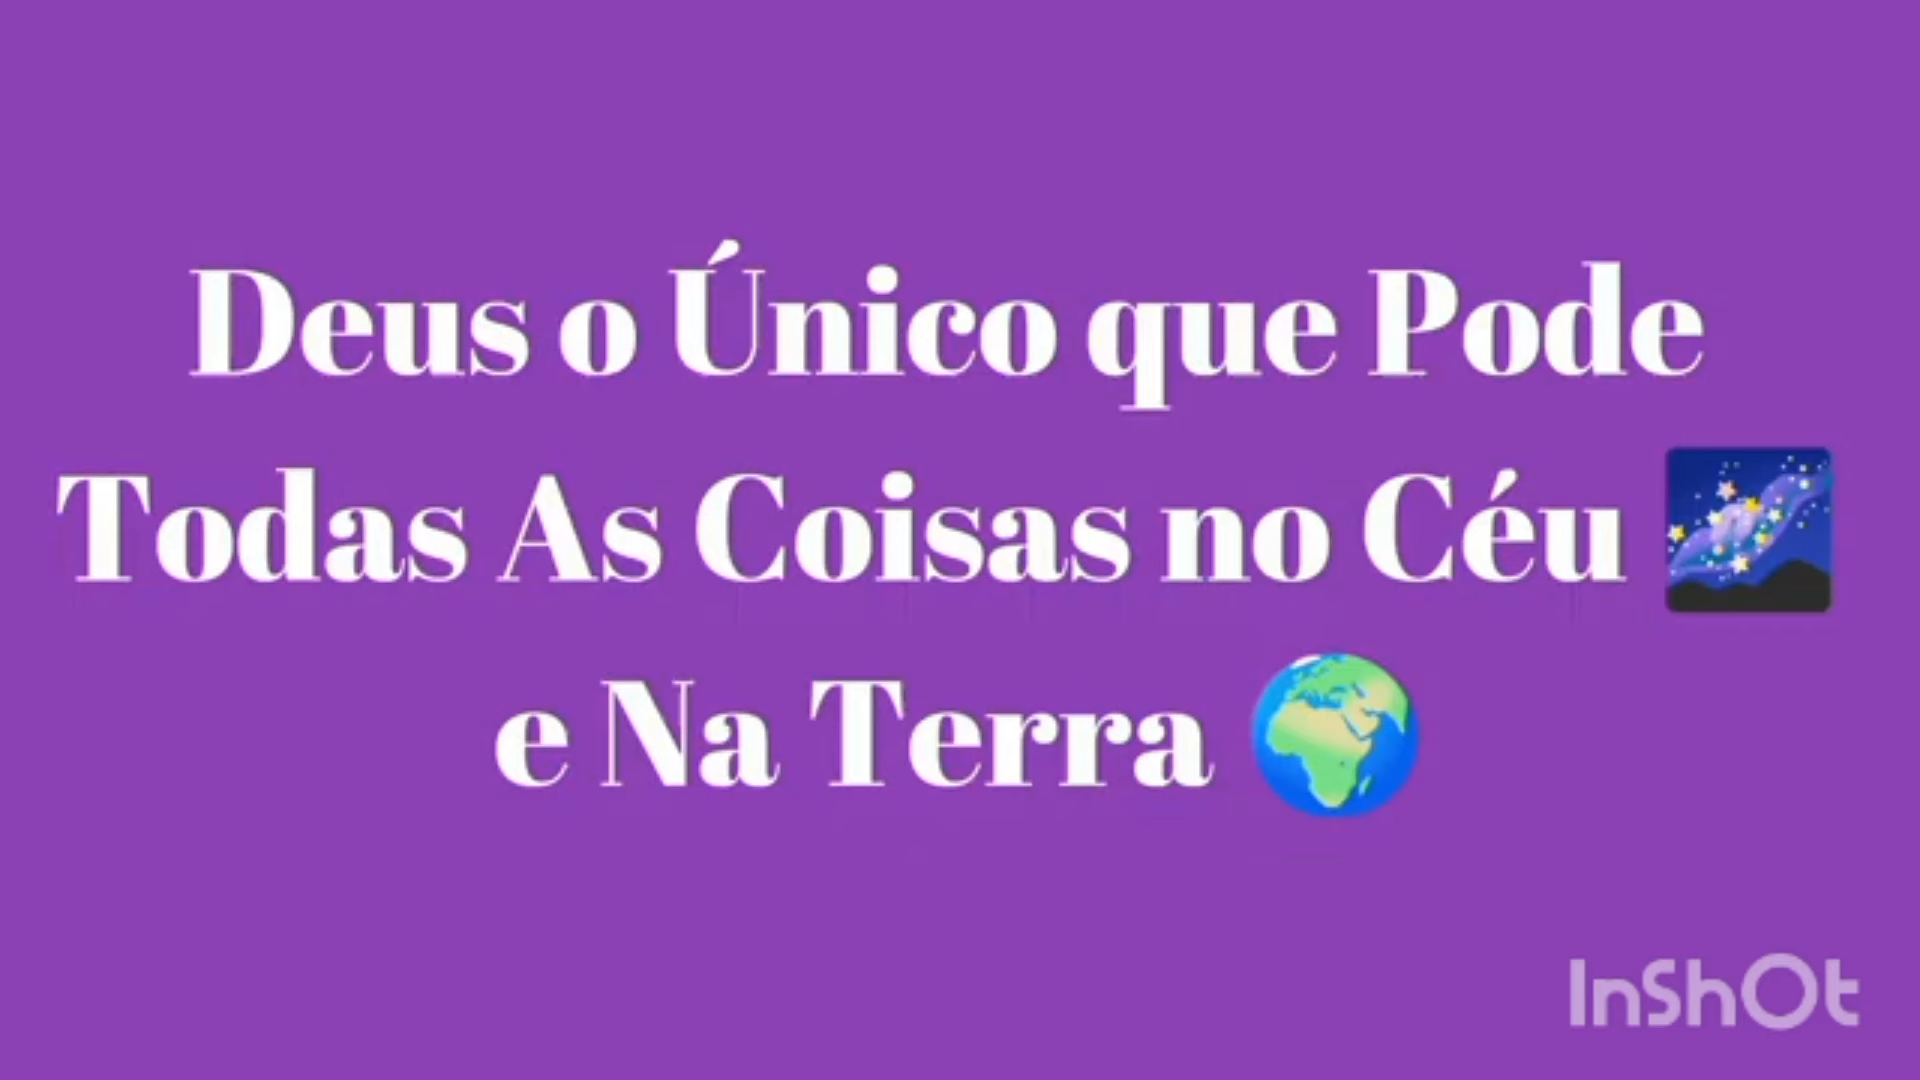 Deus o Único que Pode
Todas As Coisas no Céu 🌌
e Na Terra 🌍
InShOt